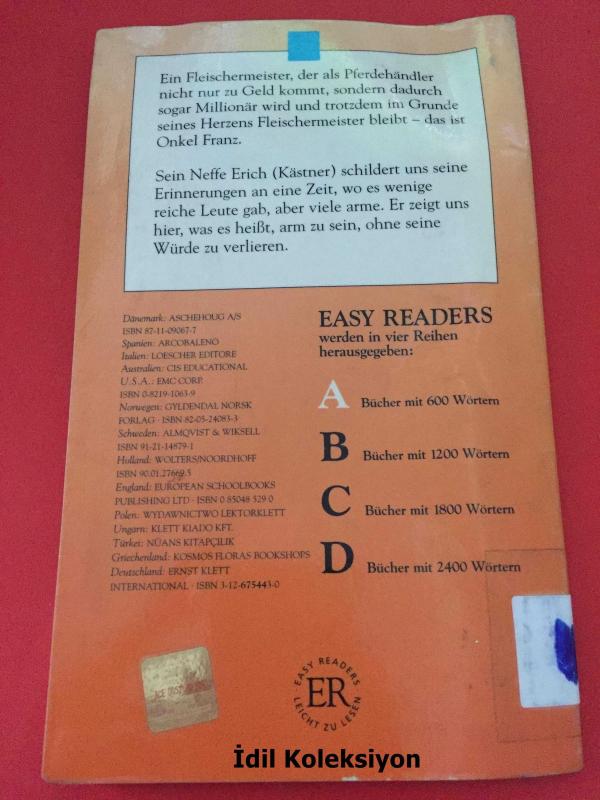 Ein Fleischermeister, der als Pferdehändler
nicht nur zu Geld kommt, sondern dadurch
sogar Millionär wird und trotzdem im Grunde
seines Herzens Fleischermeister bleibt – das ist
Onkel Franz.
Sein Neffe Erich (Kästner) schildert uns seine
Erinnerungen an eine Zeit, wo es wenige
reiche Leute gab, aber viele arme. Er zeigt uns
hier, was es heißt, arm zu sein, ohne seine
Würde zu verlieren.
Dänemark: ASCHEHOUG A/S
ISBN 87-11-09067-7
Spanien: ARCOBALENO
Italien: LOESCHER EDITORE
Australien: CIS EDUCATIONAL
U.S.A.: EMC CORP.
ISBN 0-8219-1063-9
Norwegen: GYLDENDAL NORSK
FORLAG · ISBN 82-05-24083-3
Schweden: ALMQVIST & WIKSELL
ISBN 91-21-14879-1
Holland: WOLTERS/NOORDHOFF
ISBN 90.01.27669.5
England: EUROPEAN SCHOOLBOOKS
PUBLISHING LTD · ISBN 0 85048 529 0
Polen: WYDAWNICTWO LEKTORKLETT
Ungarn: KLETT KIADO KFT.
Türkei: NÜANS KITAPÇILIK
Griechenland: KOSMOS FLORAS BOOKSHOPS
Deutschland: ERNST KLETT
INTERNATIONAL · ISBN 3-12-675443-0
EASY READERS
werden in vier Reihen
herausgegeben:
A Bücher mit 600 Wörtern
B Bücher mit 1200 Wörtern
C Bücher mit 1800 Wörtern
D Bücher mit 2400 Wörtern
EASY READERS
ER
LEICHT ZU LESEN
İdil Koleksiyon